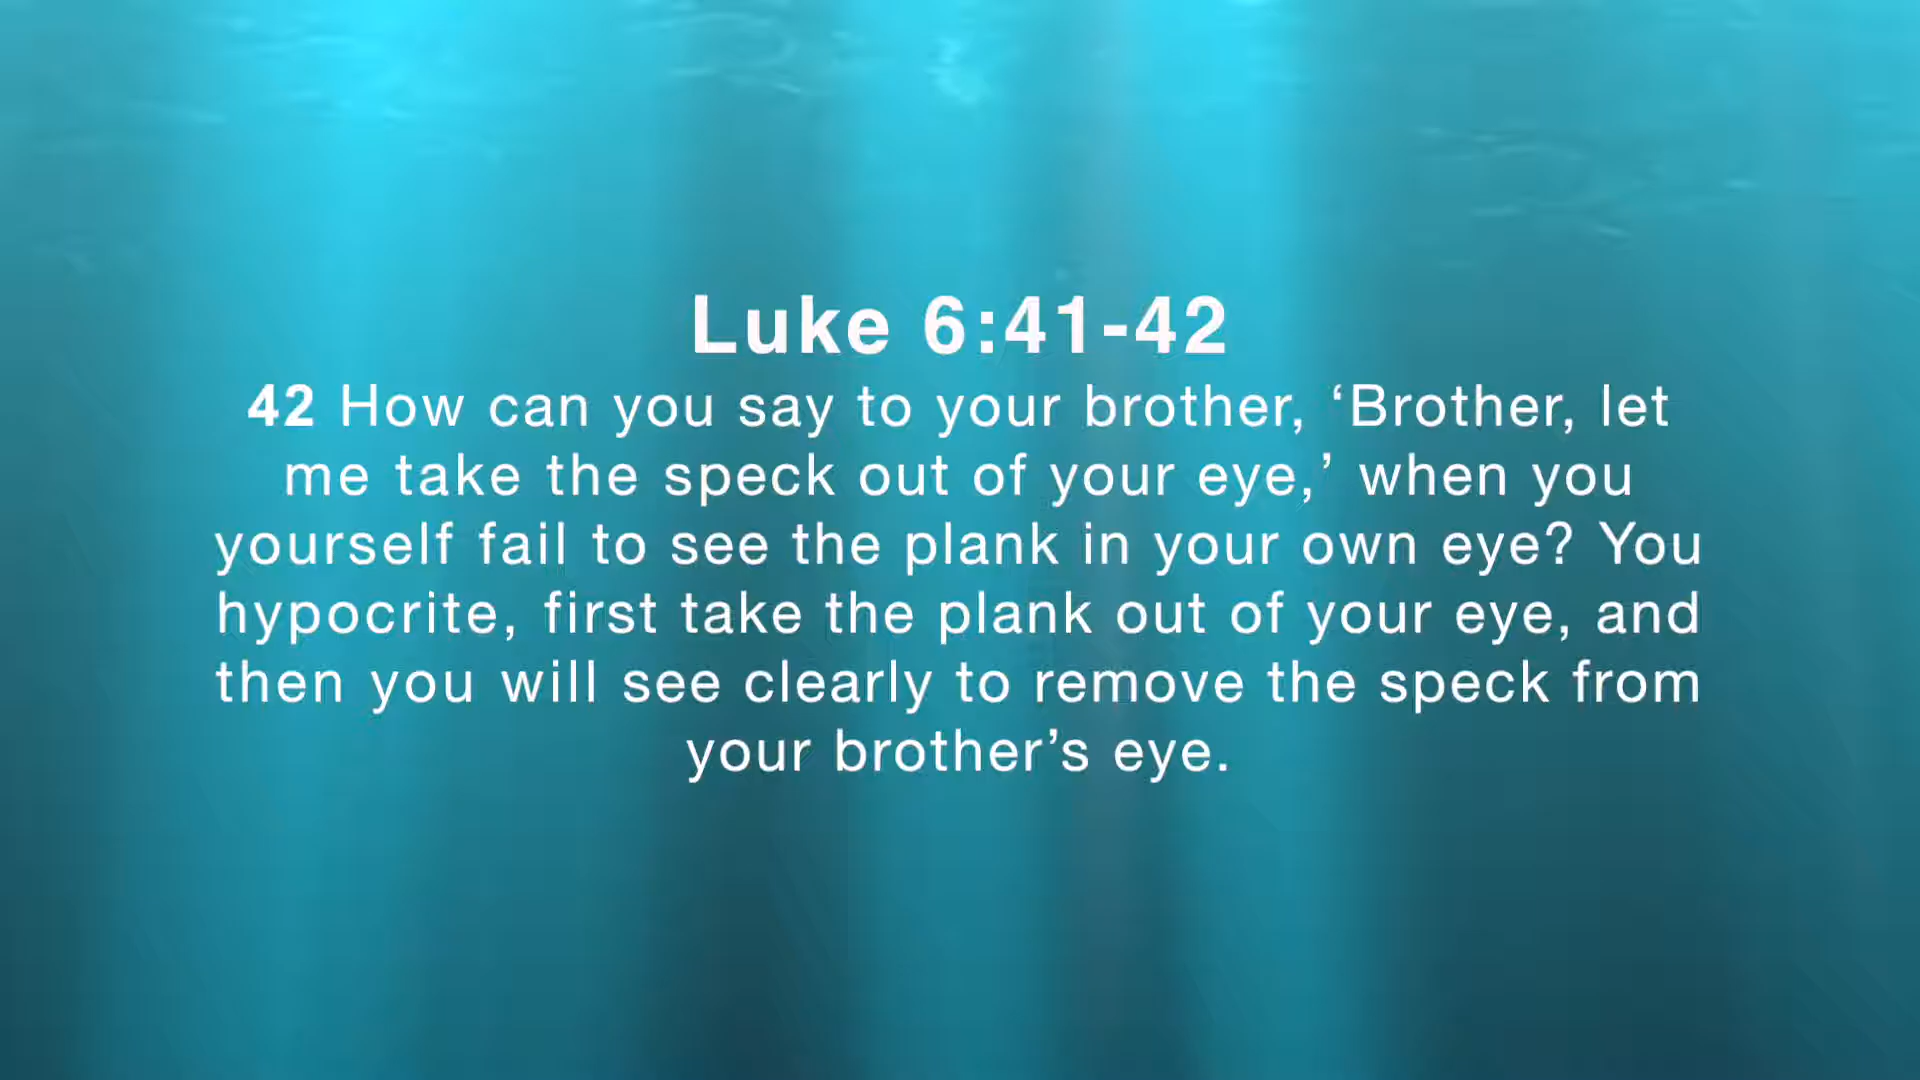 Luke 6:41-42
42 How can you say to your brother, ‘Brother, let
me take the speck out of your eye,’ when you
yourself fail to see the plank in your own eye? You
hypocrite, first take the plank out of your eye, and
then you will see clearly to remove the speck from
your brother’s eye.